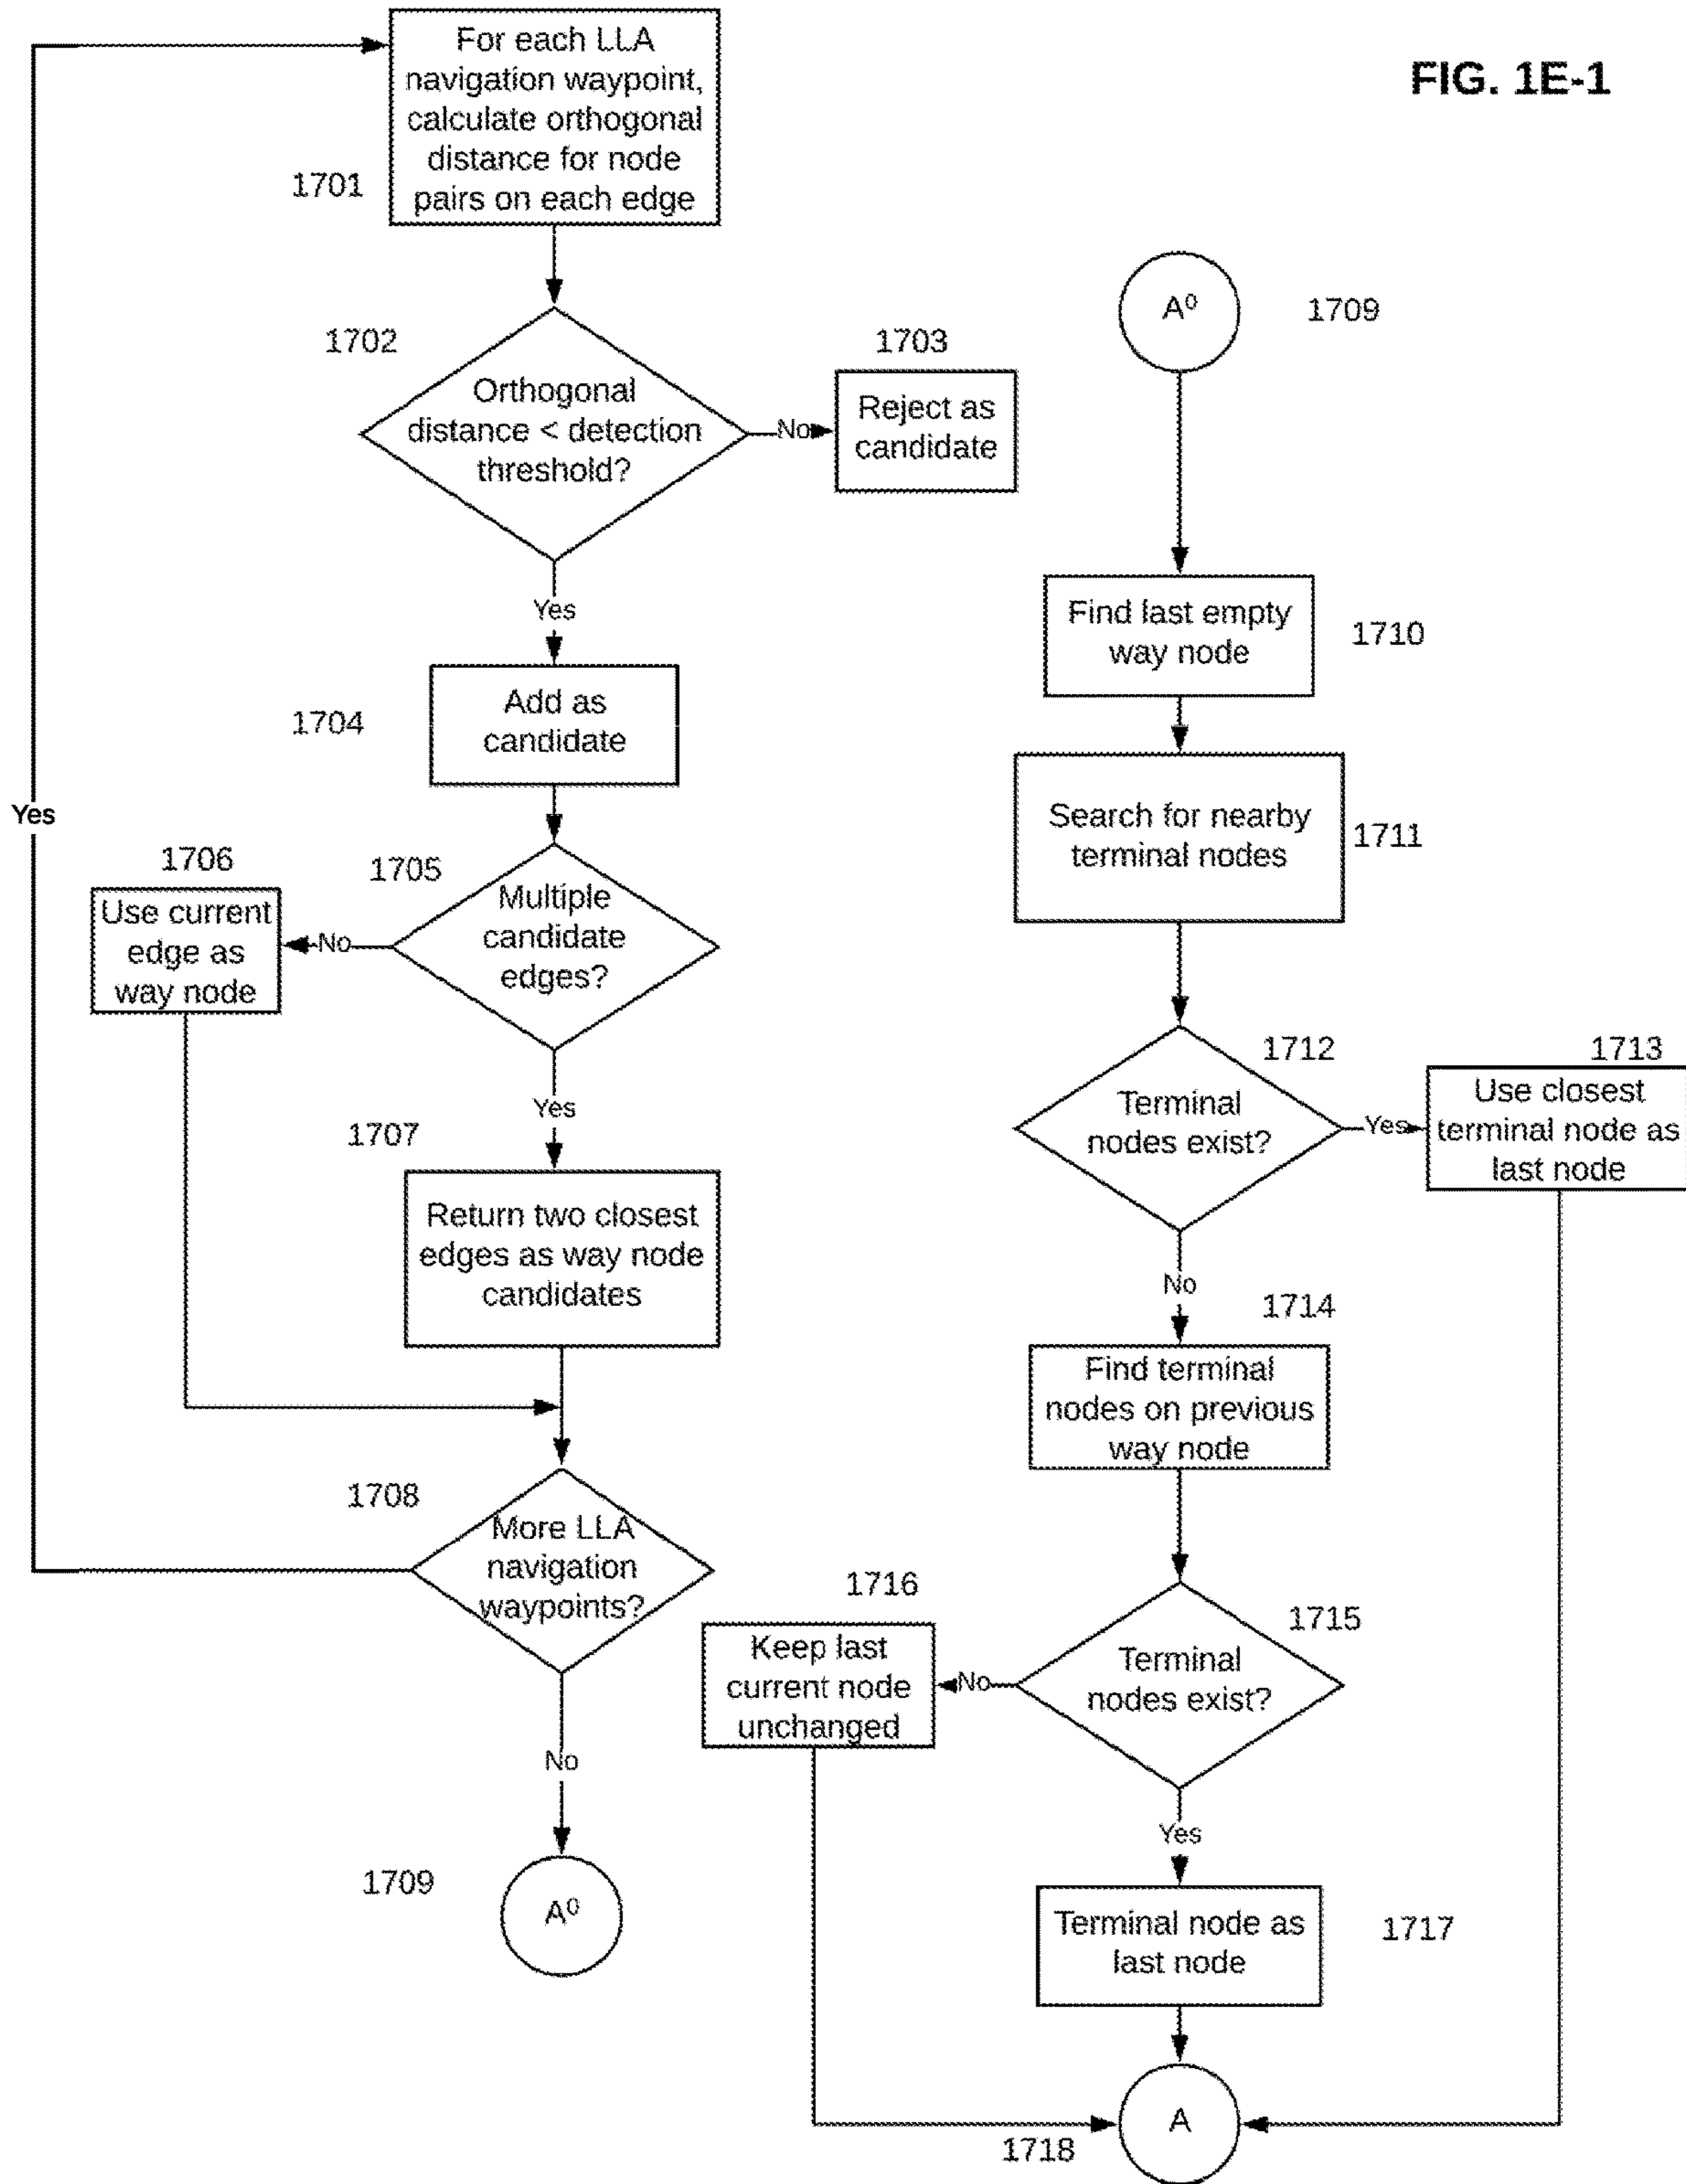 FIG. 1E-1
For each LLA
navigation waypoint,
calculate orthogonal
distance for node
pairs on each edge
1701
1702
Orthogonal
distance < detection
threshold?
No
1703
Reject as
candidate
Yes
1704
Add as
candidate
Yes
1705
Multiple
candidate
edges?
No
1706
Use current
edge as
way node
Yes
1707
Return two closest
edges as way node
candidates
1708
More LLA
navigation
waypoints?
No
1709
A⁰
A⁰
1709
Find last empty
way node
1710
Search for nearby
terminal nodes
1711
1712
Terminal
nodes exist?
Yes
1713
Use closest
terminal node as
last node
No
1714
Find terminal
nodes on previous
way node
1715
Terminal
nodes exist?
No
1716
Keep last
current node
unchanged
Yes
Terminal node as
last node
1717
A
1718